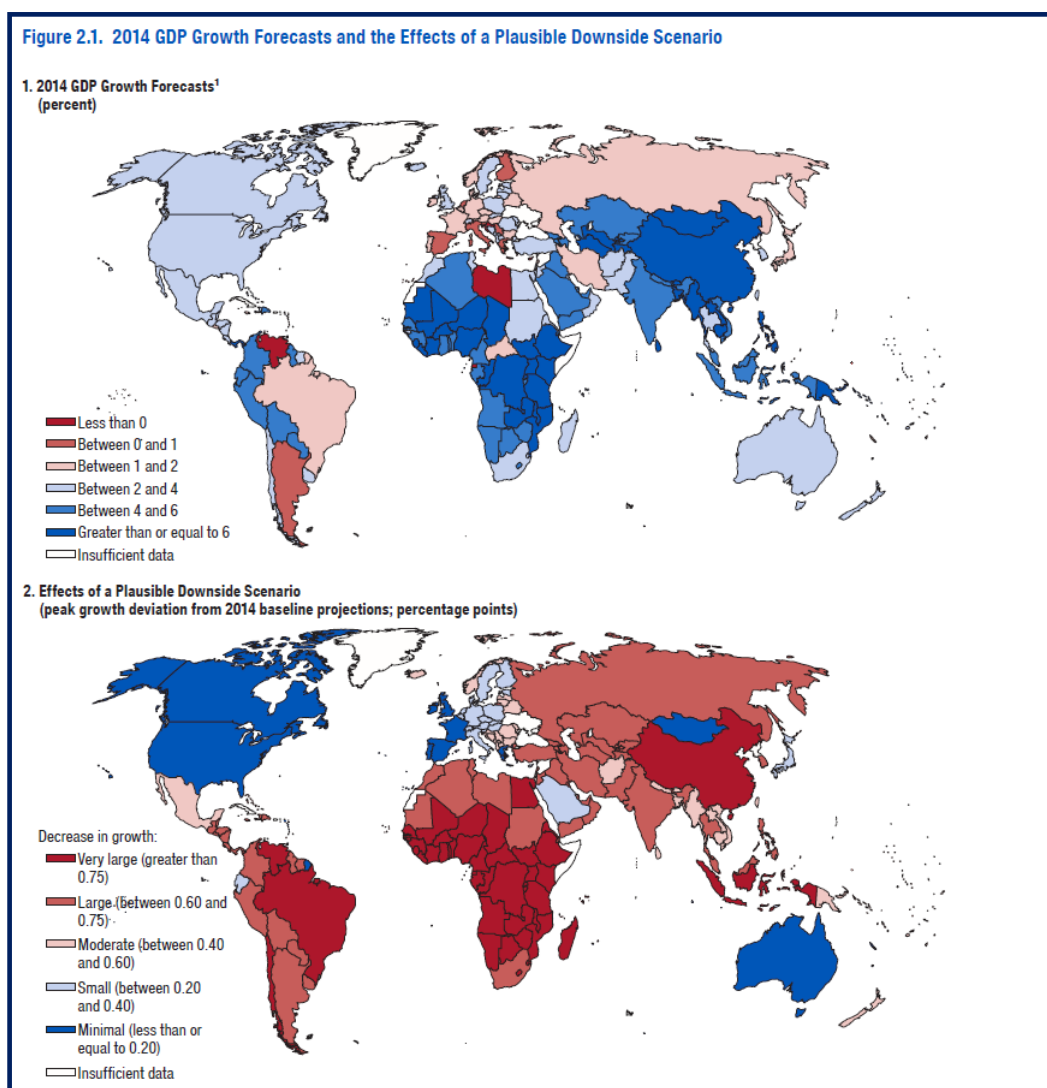 Figure 2.1. 2014 GDP Growth Forecasts and the Effects of a Plausible Downside Scenario
1. 2014 GDP Growth Forecasts¹
(percent)
Less than 0
Between 0 and 1
Between 1 and 2
Between 2 and 4
Between 4 and 6
Greater than or equal to 6
Insufficient data
2. Effects of a Plausible Downside Scenario
(peak growth deviation from 2014 baseline projections; percentage points)
Decrease in growth:
Very large (greater than
0.75)
Large (between 0.60 and
0.75)
Moderate (between 0.40
and 0.60)
Small (between 0.20
and 0.40)
Minimal (less than or
equal to 0.20)
Insufficient data